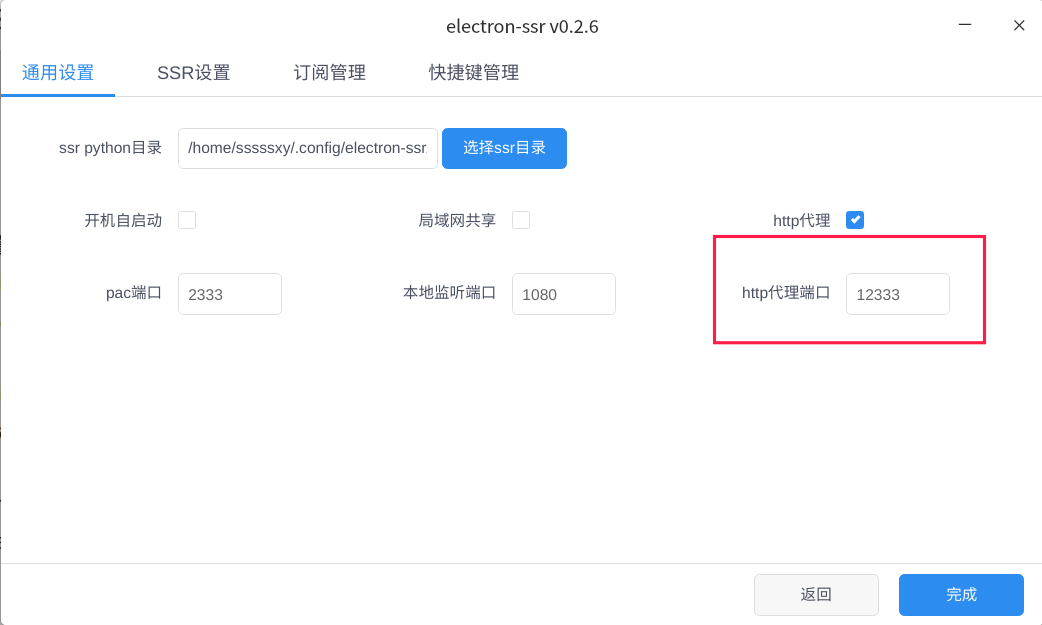 electron-ssr v0.2.6
通用设置 SSR设置 订阅管理 快捷键管理
ssr python目录 /home/sssssxy/.config/electron-ssr 选择ssr目录
开机自启动 局域网共享 http代理
pac端口 2333 本地监听端口 1080 http代理端口 12333
返回 完成